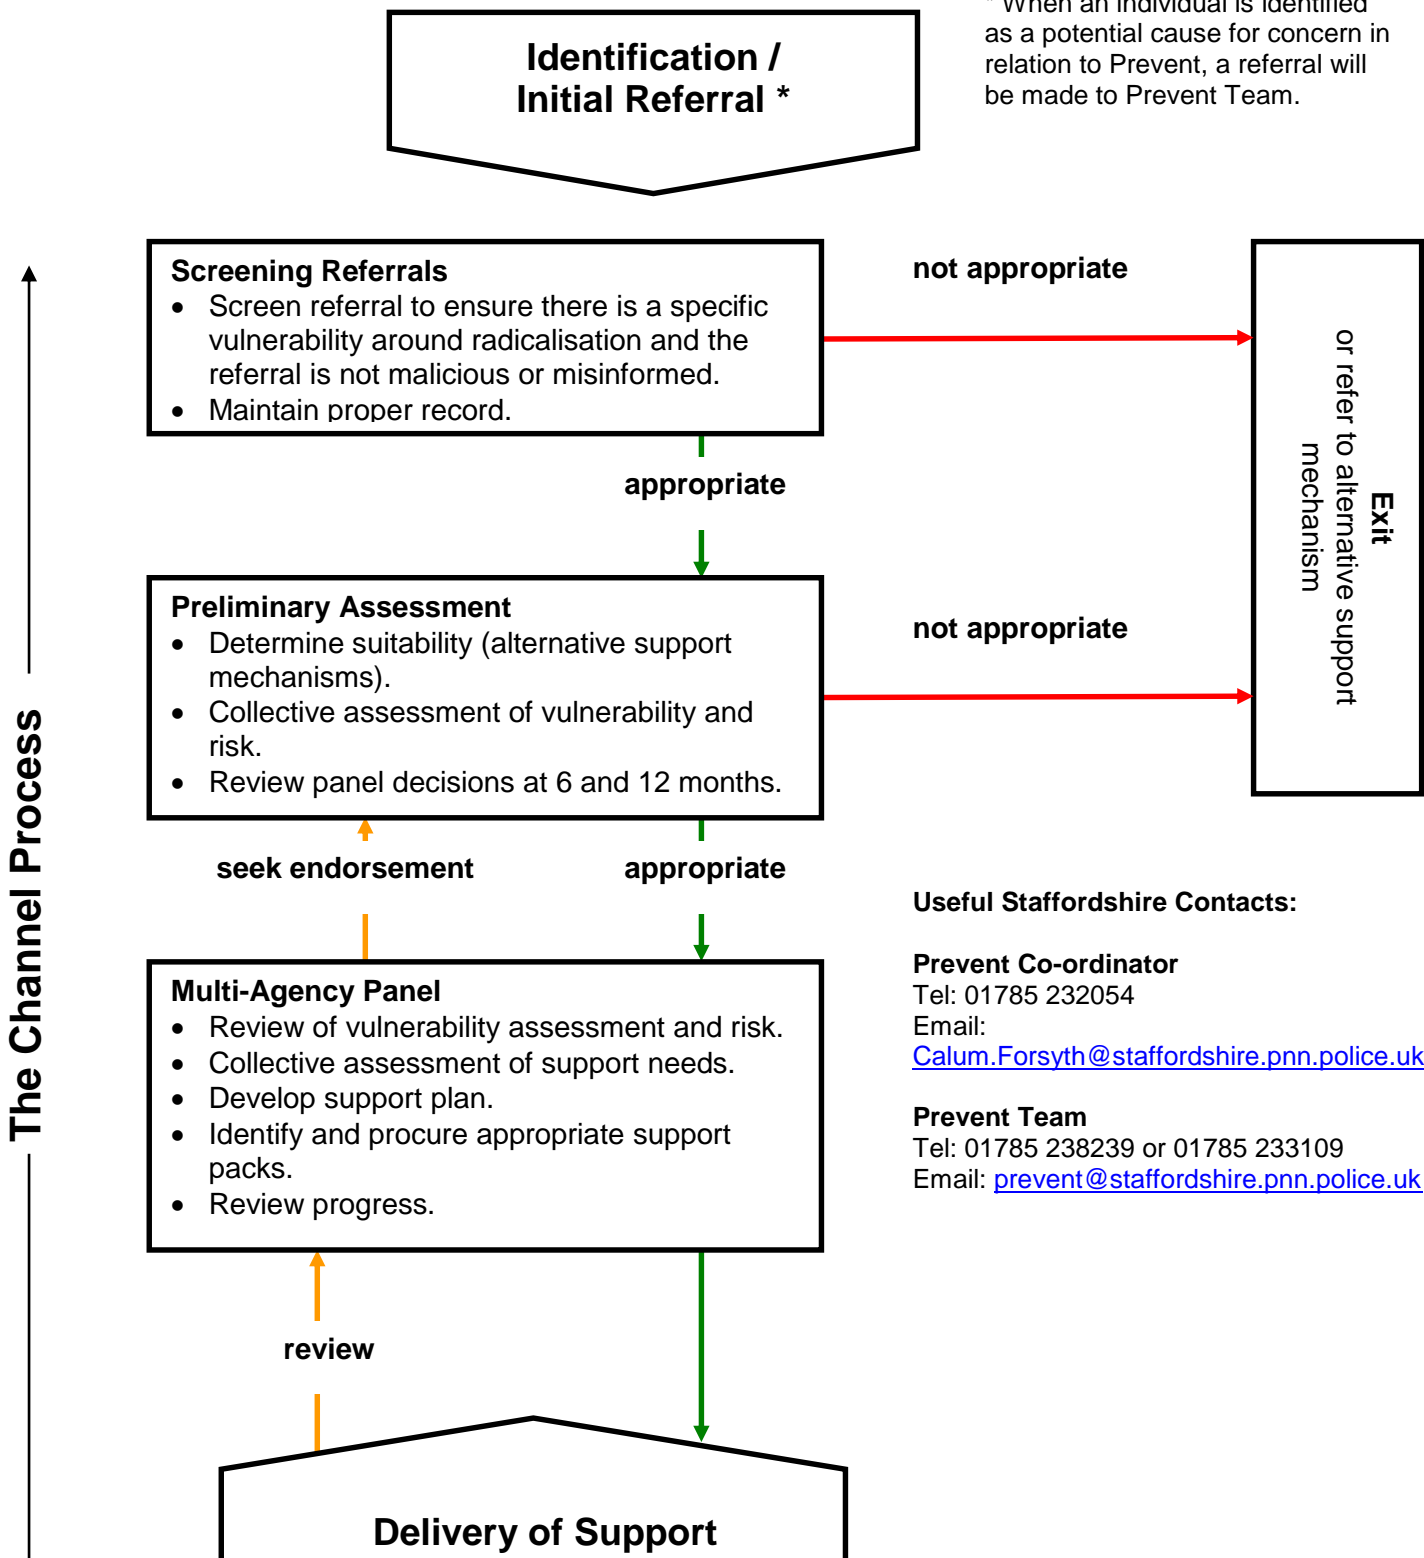 * When an individual is identified
as a potential cause for concern in
relation to Prevent, a referral will
be made to Prevent Team.
Identification /
Initial Referral *
The Channel Process
Screening Referrals
• Screen referral to ensure there is a specific
vulnerability around radicalisation and the
referral is not malicious or misinformed.
• Maintain proper record.
not appropriate
Exit
or refer to alternative support
mechanism
appropriate
Preliminary Assessment
• Determine suitability (alternative support
mechanisms).
• Collective assessment of vulnerability and
risk.
• Review panel decisions at 6 and 12 months.
not appropriate
seek endorsement
appropriate
Multi-Agency Panel
• Review of vulnerability assessment and risk.
• Collective assessment of support needs.
• Develop support plan.
• Identify and procure appropriate support
packs.
• Review progress.
Useful Staffordshire Contacts:
Prevent Co-ordinator
Tel: 01785 232054
Email:
Calum.Forsyth@staffordshire.pnn.police.uk
Prevent Team
Tel: 01785 238239 or 01785 233109
Email: prevent@staffordshire.pnn.police.uk
review
Delivery of Support